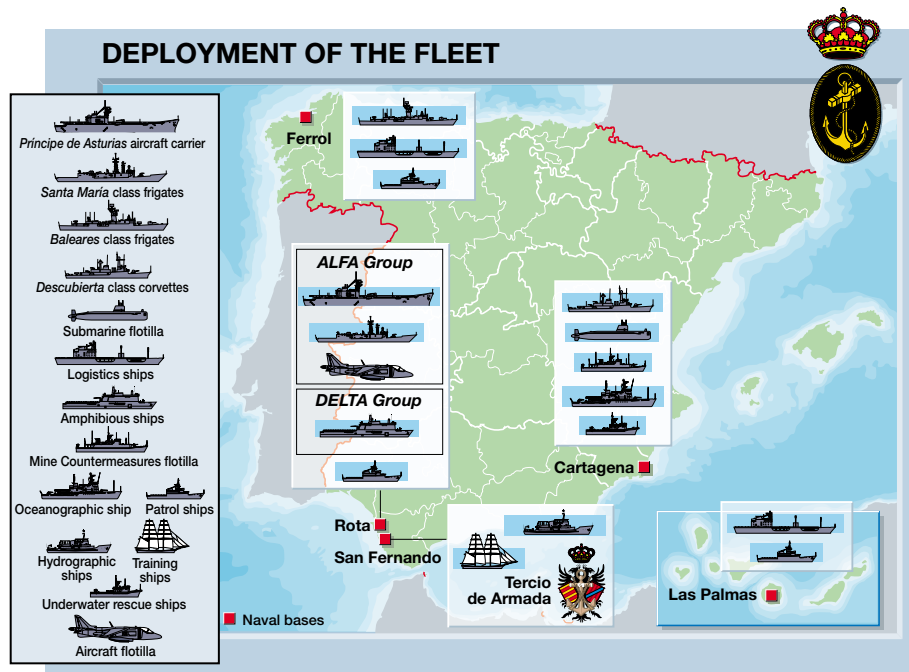 DEPLOYMENT OF THE FLEET
Príncipe de Asturias aircraft carrier
Santa María class frigates
Baleares class frigates
Descubierta class corvettes
Submarine flotilla
Logistics ships
Amphibious ships
Mine Countermeasures flotilla
Oceanographic ship
Patrol ships
Hydrographic
ships
Training
ships
Underwater rescue ships
Aircraft flotilla
Ferrol
ALFA Group
DELTA Group
Cartagena
Rota
San Fernando
Tercio
de Armada
Las Palmas
Naval bases